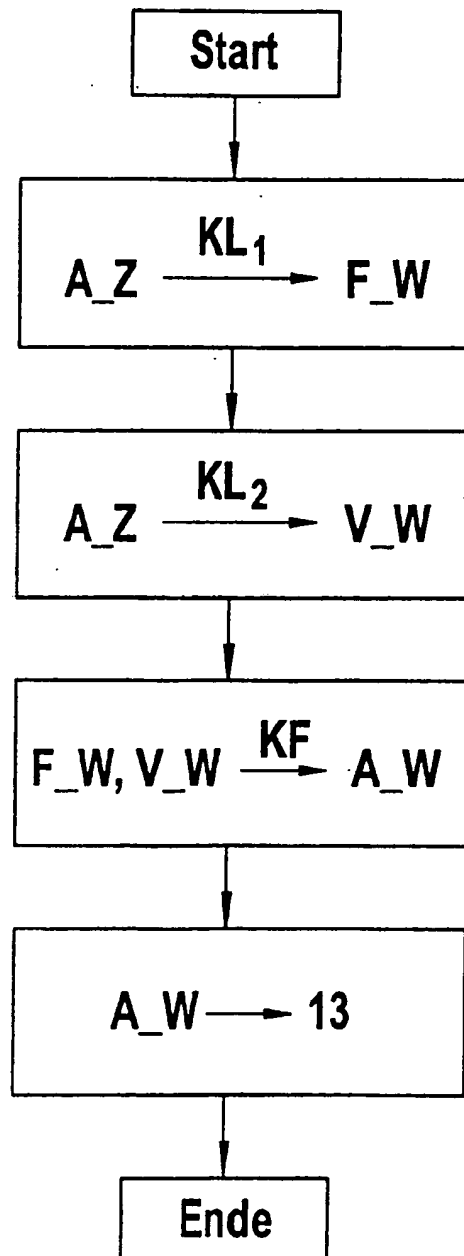 Start
KL1
A_Z F_W
KL2
A_Z V_W
F_W, V_W KF A_W
A_W 13
Ende